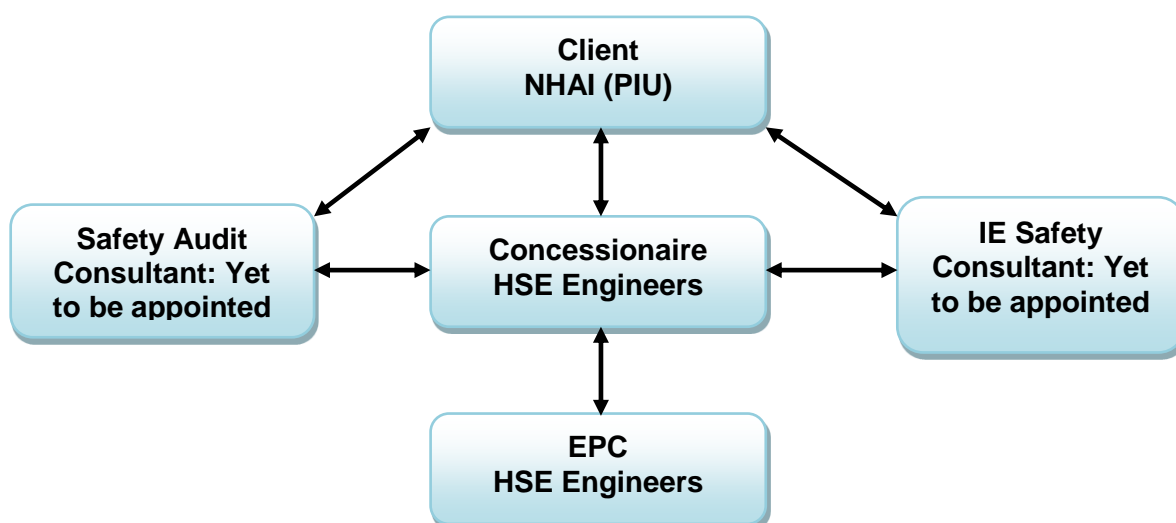 Client
NHAI (PIU)
Safety Audit
Consultant: Yet
to be appointed
Concessionaire
HSE Engineers
IE Safety
Consultant: Yet
to be appointed
EPC
HSE Engineers